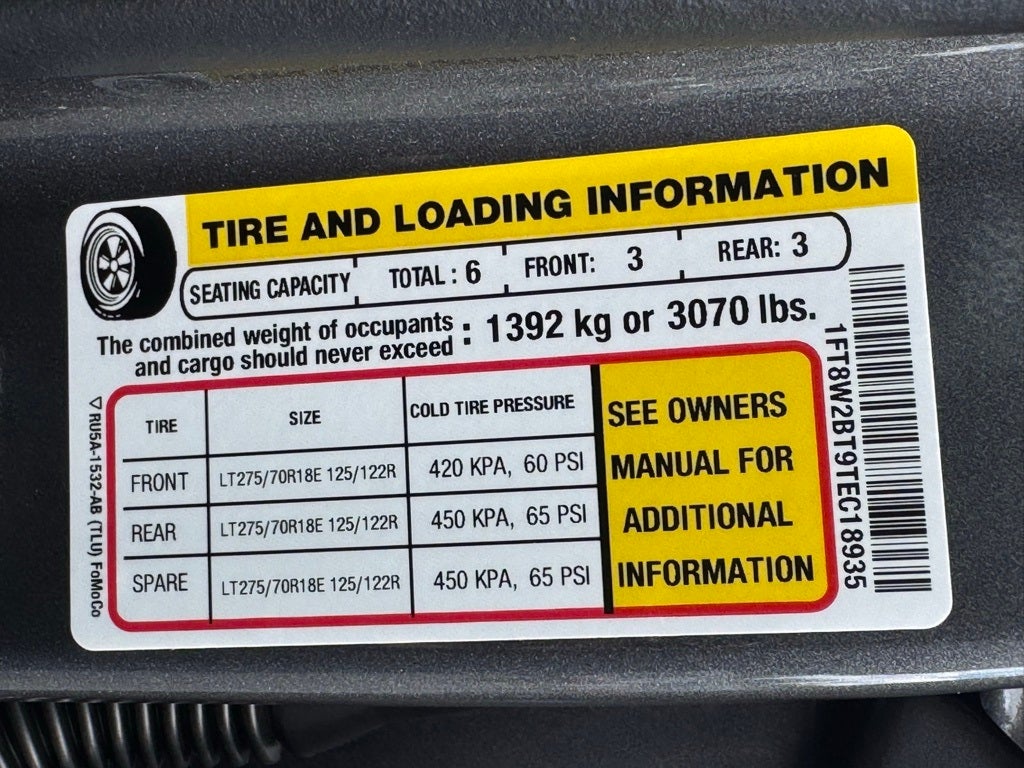 TIRE AND LOADING INFORMATION
SEATING CAPACITY TOTAL : 6 FRONT: 3 REAR: 3
The combined weight of occupants
and cargo should never exceed : 1392 kg or 3070 lbs.
TIRE SIZE COLD TIRE PRESSURE
FRONT LT275/70R18E 125/122R 420 KPA, 60 PSI
REAR LT275/70R18E 125/122R 450 KPA, 65 PSI
SPARE LT275/70R18E 125/122R 450 KPA, 65 PSI
SEE OWNERS
MANUAL FOR
ADDITIONAL
INFORMATION
1FT8W2BT9TEC18935
RU5A-1532-AB (TLU) FoMoCo